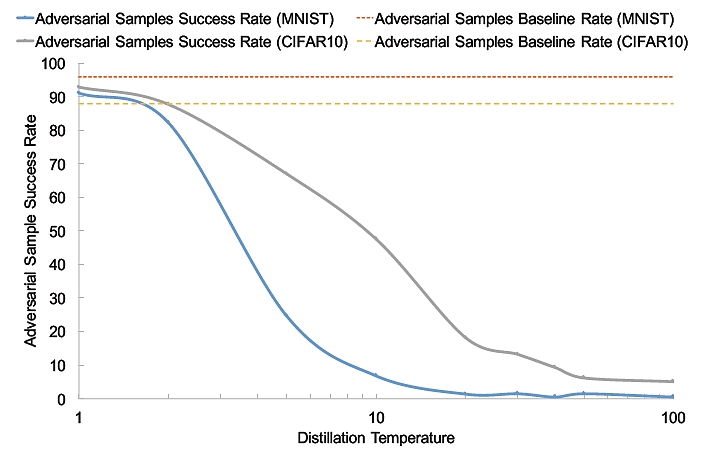 Adversarial Samples Success Rate (MNIST) Adversarial Samples Baseline Rate (MNIST)
Adversarial Samples Success Rate (CIFAR10) Adversarial Samples Baseline Rate (CIFAR10)
Adversarial Sample Success Rate
100
90
80
70
60
50
40
30
20
10
0
1 10 100
Distillation Temperature